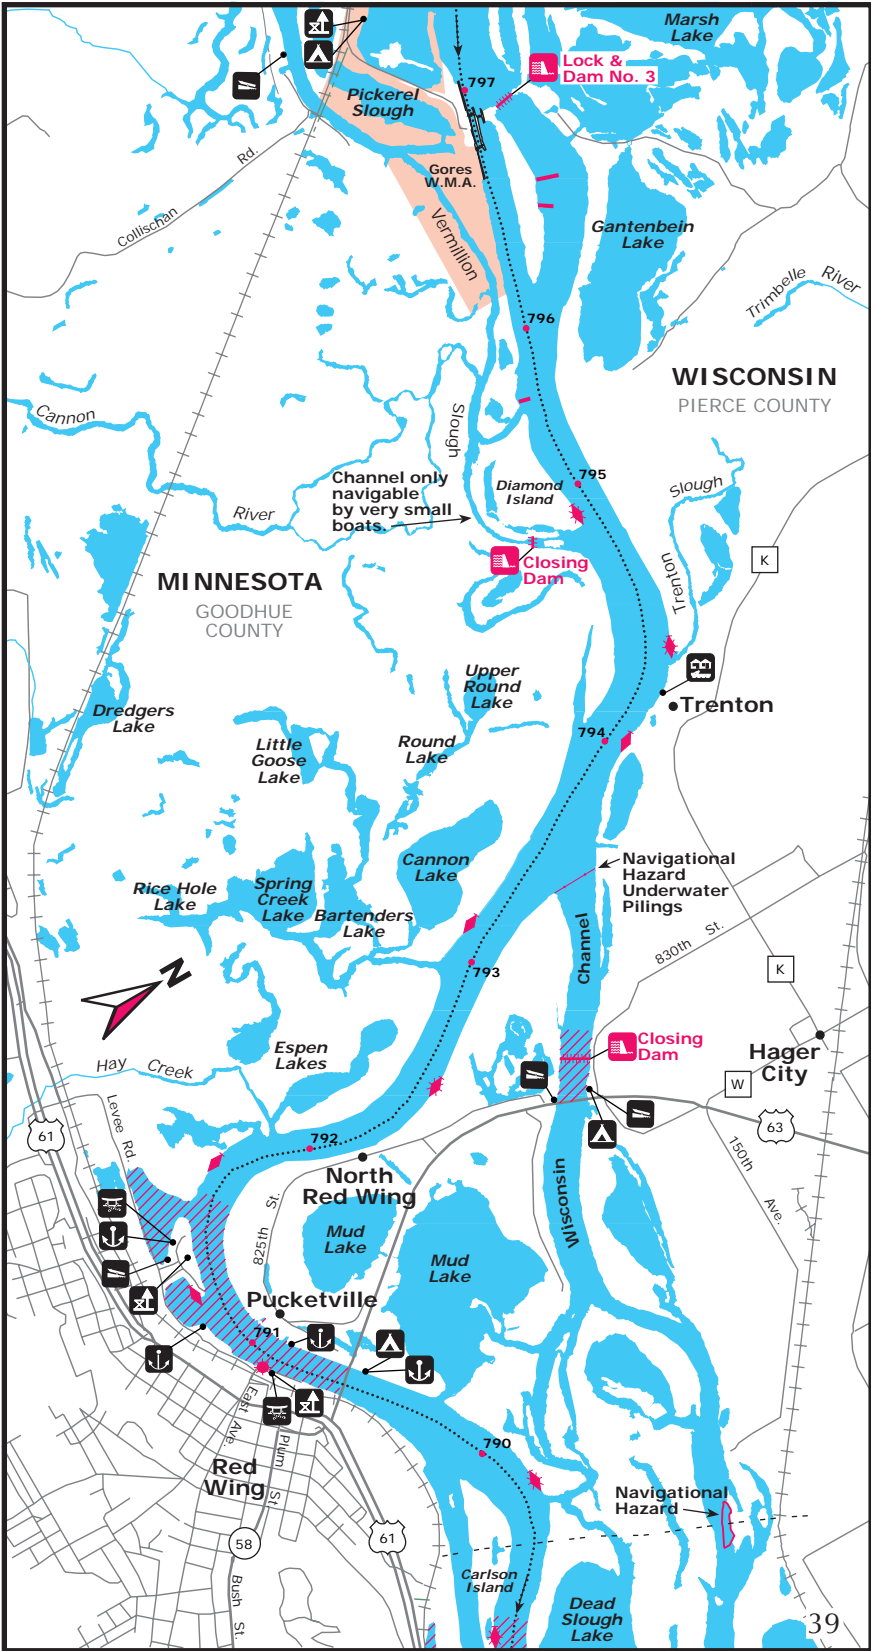 Marsh
Lake
Lock &
Dam No. 3
797
Pickerel
Slough
Gores
W.M.A.
Rd.
Collischan
Vermillion
Gantenbein
Lake
Trimbelle River
796
WISCONSIN
PIERCE COUNTY
Cannon
Slough
795
Channel only
navigable
by very small
boats.
Diamond
Island
Slough
River
Closing
Dam
K
Trenton
MINNESOTA
GOODHUE
COUNTY
Upper
Round
Lake
Trenton
Dredgers
Lake
794
Little
Goose
Lake
Round
Lake
Cannon
Lake
Navigational
Hazard
Underwater
Pilings
Rice Hole
Lake
Spring
Creek
Lake
Bartenders
Lake
Channel
830th St.
N
793
K
Closing
Dam
Espen
Lakes
Hager
City
Hay Creek
W
Levee Rd.
61
63
792
150th Ave.
North
Red Wing
Wisconsin
825th St.
Mud
Lake
Mud
Lake
Pucketville
791
East Ave.
Plum St.
790
Red
Wing
Navigational
Hazard
58
61
Carlson
Island
Bush St.
Dead
Slough
Lake
39